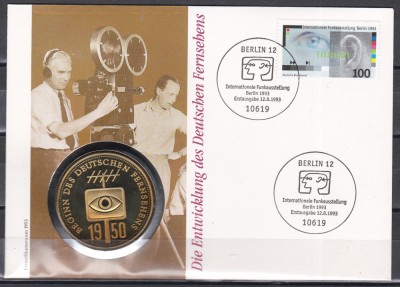 Internationale Funkausstellung Berlin 1993
100
BERLIN 12
Internationale Funkausstellung
Berlin 1993
Erstausgabe 12.8.1993
10619
BERLIN 12
Internationale Funkausstellung
Berlin 1993
Erstausgabe 12.8.1993
10619
Die Entwicklung des Deutschen Fernsehens
BEGINN DES DEUTSCHEN FERNSEHENS
1950